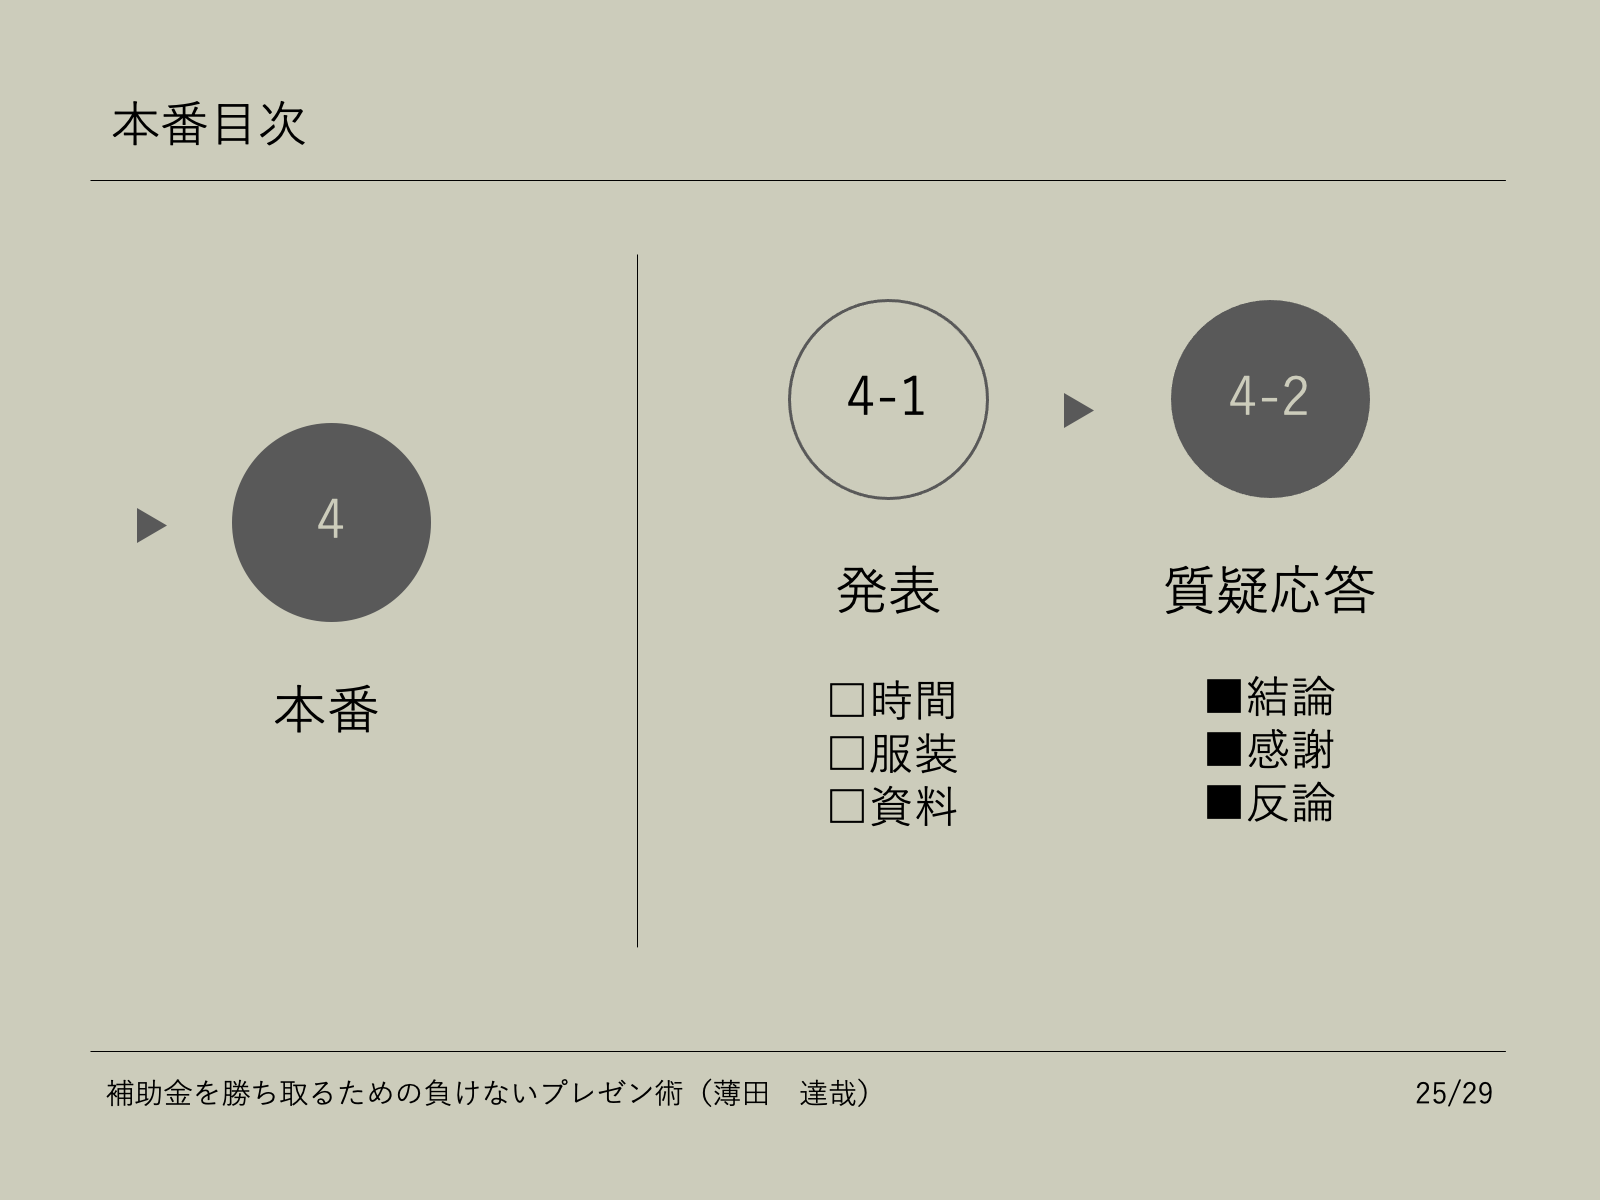 本番目次
4
本番
4-1
発表
□時間
□服装
□資料
4-2
質疑応答
■結論
■感謝
■反論
補助金を勝ち取るための負けないプレゼン術（薄田　達哉）
25/29